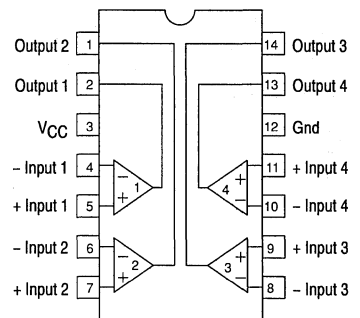 Output 2 1 14 Output 3
Output 1 2 13 Output 4
VCC 3 12 Gnd
– Input 1 4 – 1 + 11 + Input 4
+ Input 1 5 + 4 – 10 – Input 4
– Input 2 6 – 2 + 9 + Input 3
+ Input 2 7 + 3 – 8 – Input 3